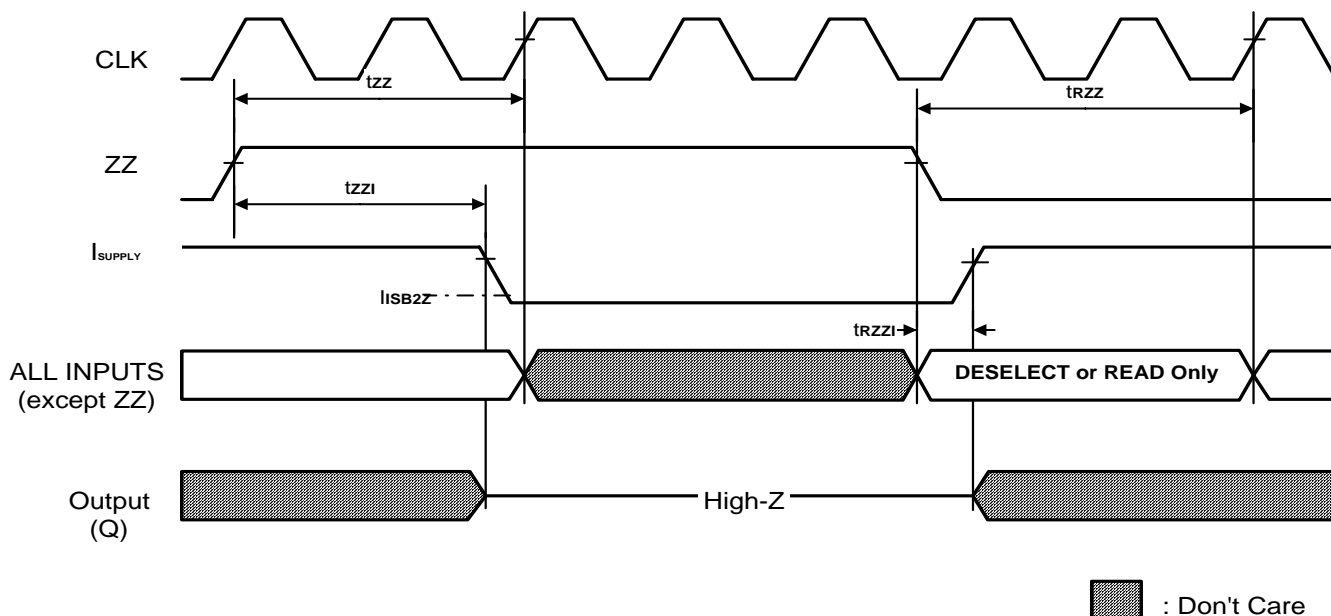 CLK
tzz
tRZZ
ZZ
tZZI
ISUPPLY
IISB2Z
tRZZI
ALL INPUTS
(except ZZ)
DESELECT or READ Only
Output
(Q)
High-Z
: Don't Care